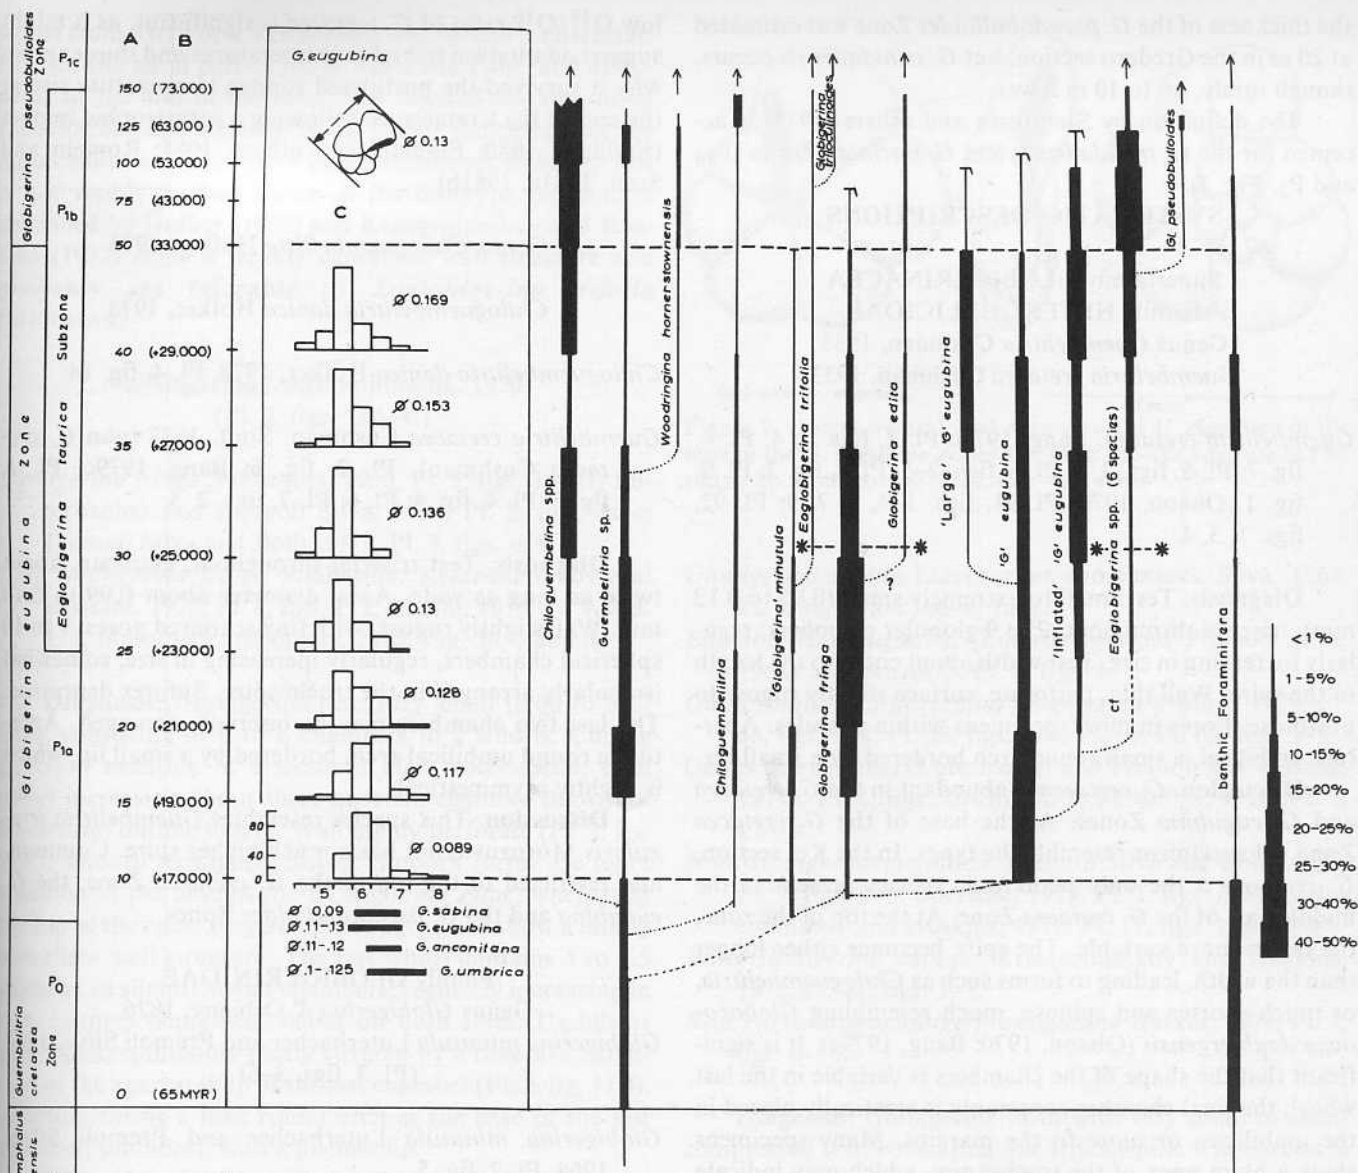 Globigerina pseudobulloides
Zone
P1c
P1b
Globigerina eugubina Zone
Eoglobigerina taurica Subzone
P1a
P0
Guembelitria
cretacea
Zone
A B
150 (73.000)
125 (63.000)
100 (53.000)
75 (43.000)
50 (33.000)
40 (+29.000)
35 (+27.000)
30 (+25.000)
25 (+23.000)
20 (+21000)
15 (+19.000)
10 (+17.000)
0 (65MYR)
G.eugubina
Ø 0.13
C
Ø 0.169
Ø 0.153
Ø 0.136
Ø 0.13
Ø 0.128
Ø 0.117
Ø 0.089
80
40
0
5 6 7 8
Ø 0.09 G.sabina
Ø.11-.13 G.eugubina
Ø.11-.12 G.anconitana
Ø.1-.125 G.umbrica
Chiloguembelina spp.
Guembelitria sp.
Woodringina hornerstownensis
Chiloguembelitria
'Globigerina' minutula
Eoglobigerina trifolia
Globigerina fringa
Globigerina edita
?
"Large" G' eugubina
G' eugubina
"Inflated" G' eugubina
cf Eoglobigerina spp. (6 species)
Gl. pseudobulloides
Benthic Foraminifera
<1%
1-5%
5-10%
10-15%
15-20%
20-25%
25-30%
30-40%
40-50%